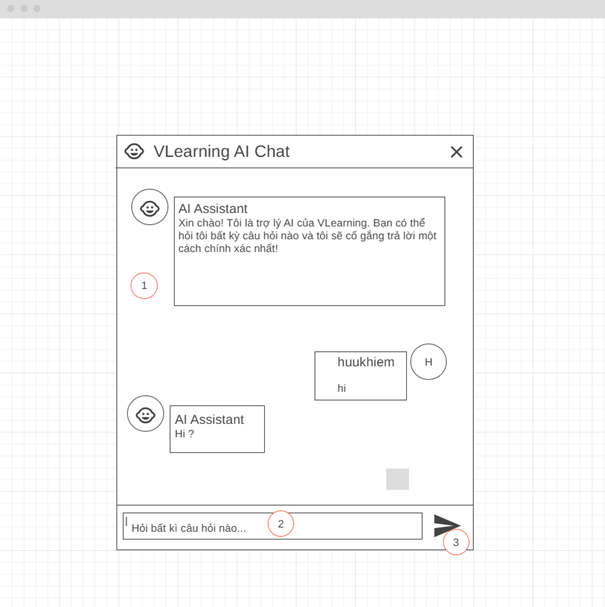 VLearning AI Chat
AI Assistant
Xin chào! Tôi là trợ lý AI của VLearning. Bạn có thể
hỏi tôi bất kỳ câu hỏi nào và tôi sẽ cố gắng trả lời một
cách chính xác nhất!
1
huukhiem
H
hi
AI Assistant
Hi ?
Hỏi bất kì câu hỏi nào...
2
3